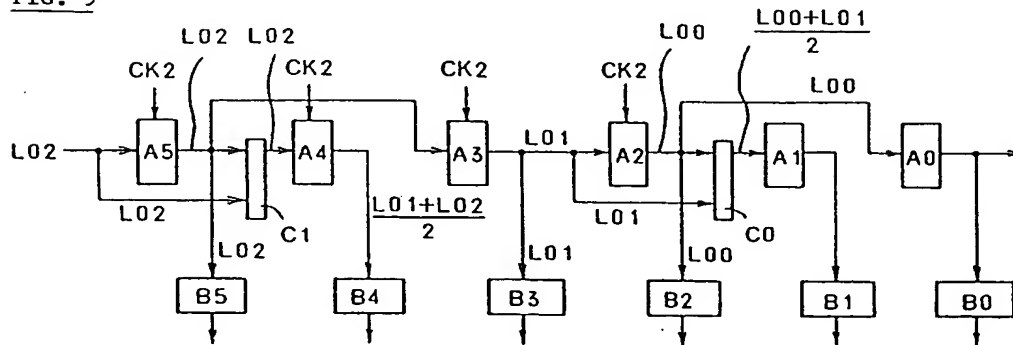 FIG. 9
L02 L02 L00 L00+L01
2
CK2 CK2 CK2 CK2 L00
L02 A5 A4 A3 L01 A2 A1 A0
L02 C1 L01+L02
2 L01 C0
L02 L01 L00
B5 B4 B3 B2 B1 B0